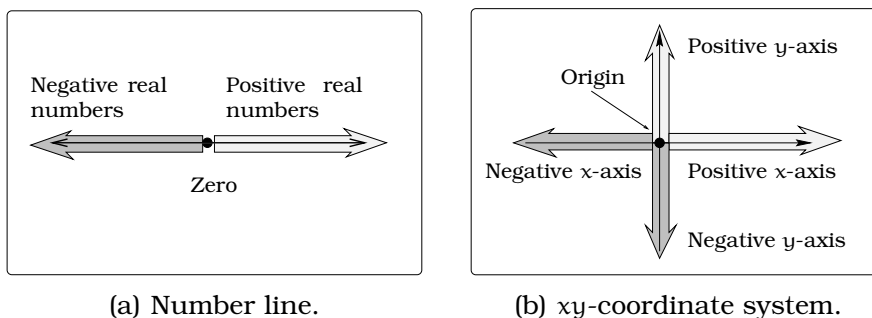 Negative real
numbers
Positive real
numbers
Zero
(a) Number line.
Positive y-axis
Origin
Negative x-axis
Positive x-axis
Negative y-axis
(b) xy-coordinate system.